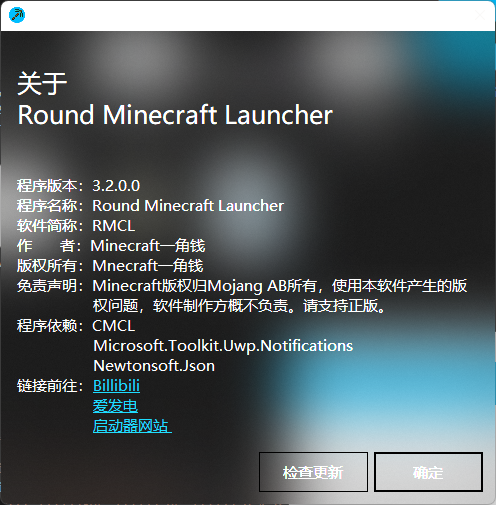 关于
Round Minecraft Launcher
程序版本：3.2.0.0
程序名称：Round Minecraft Launcher
软件简称：RMCL
作　　者：Minecraft一角钱
版权所有：Mnecraft一角钱
免责声明：Minecraft版权归Mojang AB所有，使用本软件产生的版
权问题，软件制作方概不负责。请支持正版。
程序依赖：CMCL
Microsoft.Toolkit.Uwp.Notifications
Newtonsoft.Json
链接前往：Billibili
爱发电
启动器网站
检查更新 确定